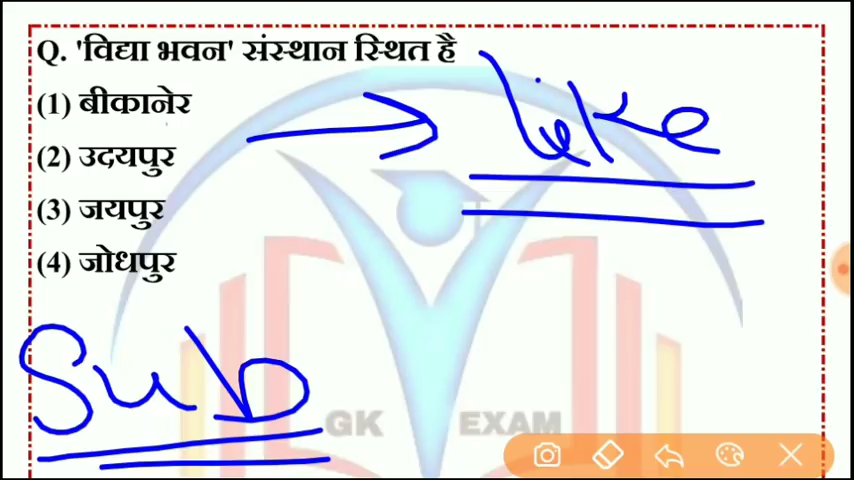 Q. 'विद्या भवन' संस्थान स्थित है
(1) बीकानेर
(2) उदयपुर
(3) जयपुर
(4) जोधपुर
like
Sub
GK EXAM